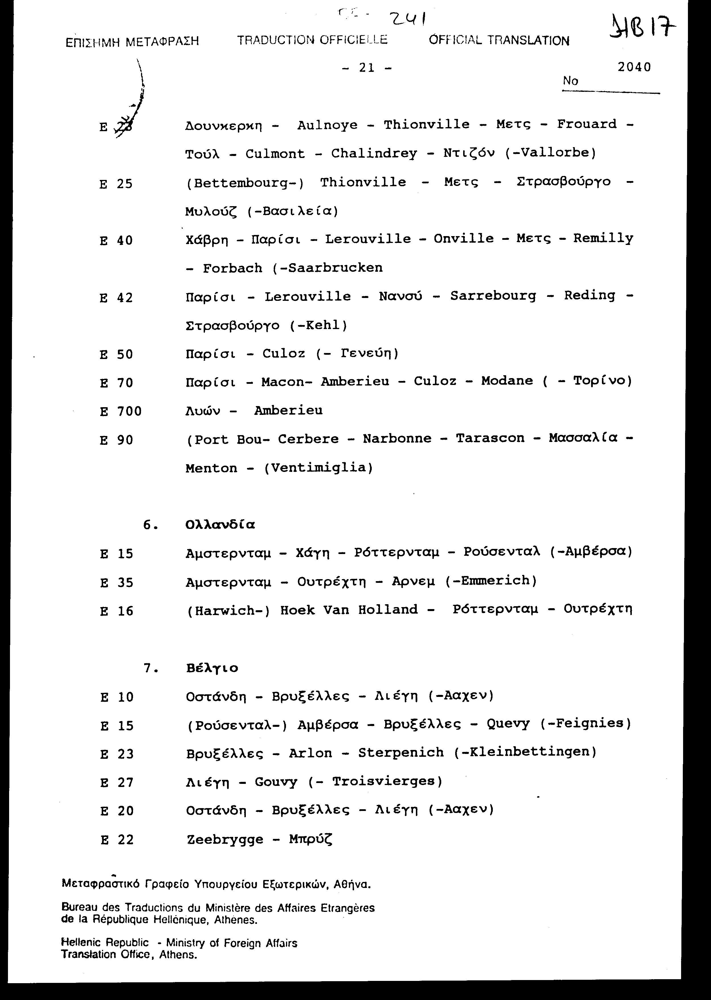 241
ΗΒ17
ΕΠΙΣΗΜΗ ΜΕΤΑΦΡΑΣΗ TRADUCTION OFFICIELLE OFFICIAL TRANSLATION
- 21 - 2040
No
E Δουνκερκη - Aulnoye - Thionville - Μετς - Frouard -
Τούλ - Culmont - Chalindrey - Ντιζόν (-Vallorbe)
E 25 (Bettembourg-) Thionville - Μετς - Στρασβούργο -
Μυλούζ (-Βασιλεία)
E 40 Χάβρη - Παρίσι - Lerouville - Onville - Μετς - Remilly
- Forbach (-Saarbrucken
E 42 Παρίσι - Lerouville - Νανσύ - Sarrebourg - Reding -
Στρασβούργο (-Kehl)
E 50 Παρίσι - Culoz (- Γενεύη)
E 70 Παρίσι - Macon- Amberieu - Culoz - Modane ( - Τορίνο)
E 700 Λυών - Amberieu
E 90 (Port Bou- Cerbere - Narbonne - Tarascon - Μασσαλία -
Menton - (Ventimiglia)
6. Ολλανδία
E 15 Αμστερνταμ - Χάγη - Ρόττερνταμ - Ρούσενταλ (-Αμβέρσα)
E 35 Αμστερνταμ - Ουτρέχτη - Αρνεμ (-Emmerich)
E 16 (Harwich-) Hoek Van Holland - Ρόττερνταμ - Ουτρέχτη
7. Βέλγιο
E 10 Οστάνδη - Βρυξέλλες - Λιέγη (-Ααχεν)
E 15 (Ρούσενταλ-) Αμβέρσα - Βρυξέλλες - Quevy (-Feignies)
E 23 Βρυξέλλες - Arlon - Sterpenich (-Kleinbettingen)
E 27 Λιέγη - Gouvy (- Troisvierges)
E 20 Οστάνδη - Βρυξέλλες - Λιέγη (-Ααχεν)
E 22 Zeebrygge - Μπρύζ
Μεταφραστικό Γραφείο Υπουργείου Εξωτερικών, Αθήνα.
Bureau des Traductions du Ministère des Affaires Etrangères
de la République Hellénique, Athènes.
Hellenic Republic - Ministry of Foreign Affairs
Translation Office, Athens.